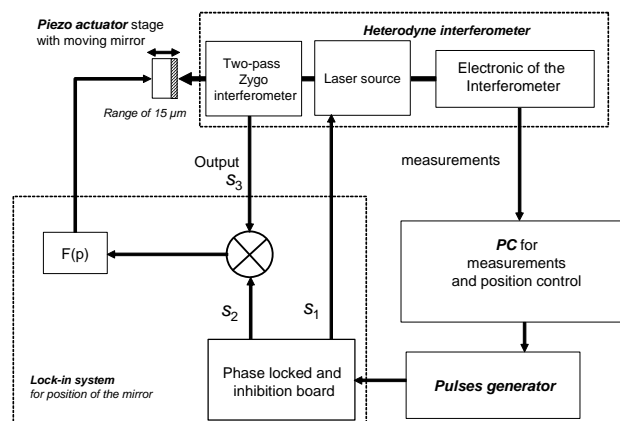 Piezo actuator stage
with moving mirror
Heterodyne interferometer
Two-pass
Zygo
interferometer
Laser source
Electronic of the
Interferometer
Range of 15 µm
Output
S3
measurements
F(p)
PC for
measurements
and position control
S2
S1
Lock-in system
for position of the mirror
Phase locked and
inhibition board
Pulses generator